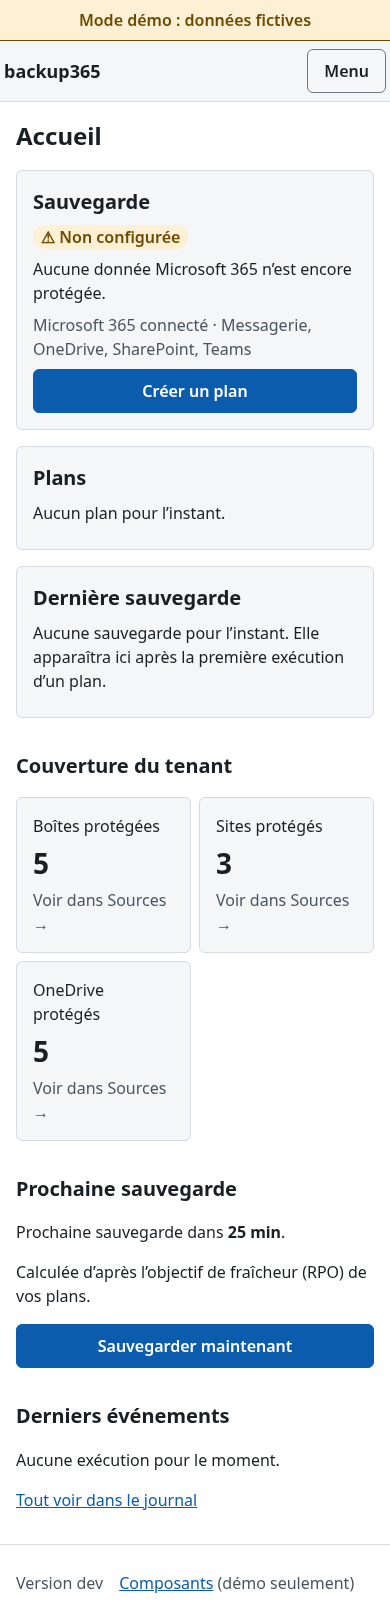 Mode démo : données fictives
backup365
Menu
Accueil
Sauvegarde
⚠ Non configurée
Aucune donnée Microsoft 365 n’est encore
protégée.
Microsoft 365 connecté · Messagerie,
OneDrive, SharePoint, Teams
Créer un plan
Plans
Aucun plan pour l’instant.
Dernière sauvegarde
Aucune sauvegarde pour l’instant. Elle
apparaîtra ici après la première exécution
d’un plan.
Couverture du tenant
Boîtes protégées
5
Voir dans Sources
→
Sites protégés
3
Voir dans Sources
→
OneDrive
protégés
5
Voir dans Sources
→
Prochaine sauvegarde
Prochaine sauvegarde dans 25 min.
Calculée d’après l’objectif de fraîcheur (RPO) de
vos plans.
Sauvegarder maintenant
Derniers événements
Aucune exécution pour le moment.
Tout voir dans le journal
Version dev Composants (démo seulement)